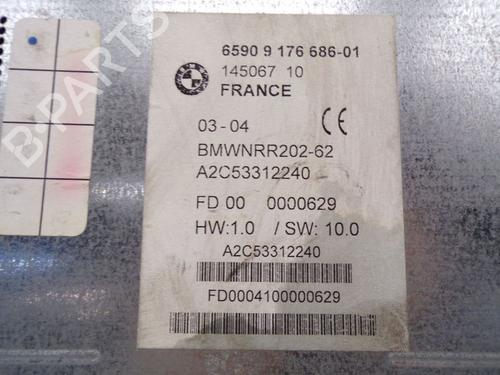 6590 9 176 686-01
145067 10
FRANCE
03-04 CE
BMWNRR202-62
A2C53312240
FD 00 0000629
HW:1.0 / SW: 10.0
A2C53312240
FD0004100000629
B-PARTS